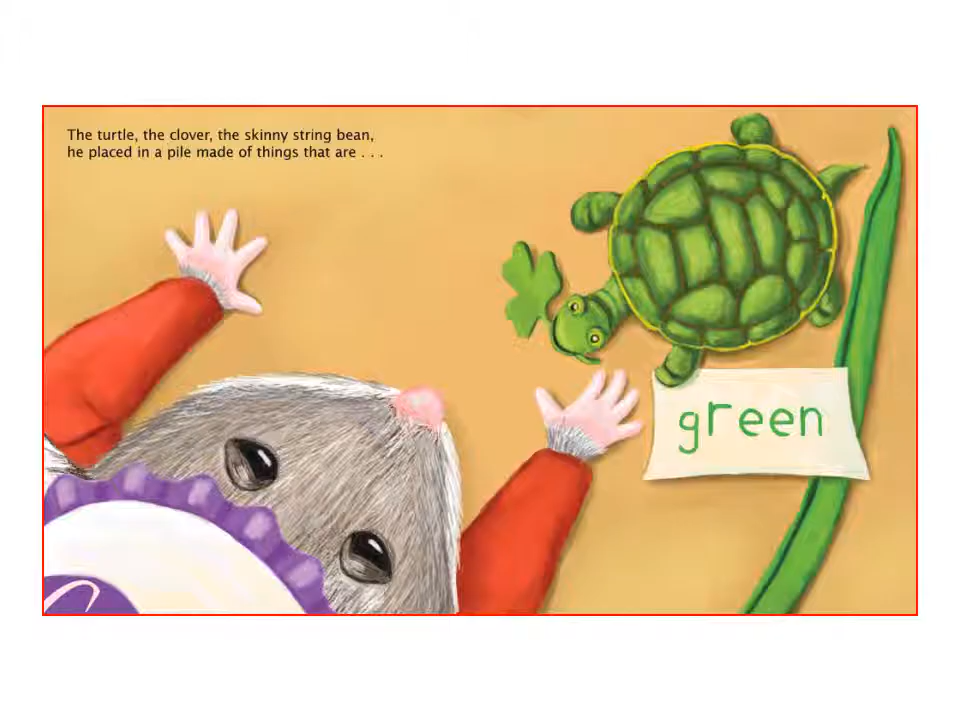 The turtle, the clover, the skinny string bean,
he placed in a pile made of things that are . . .
green